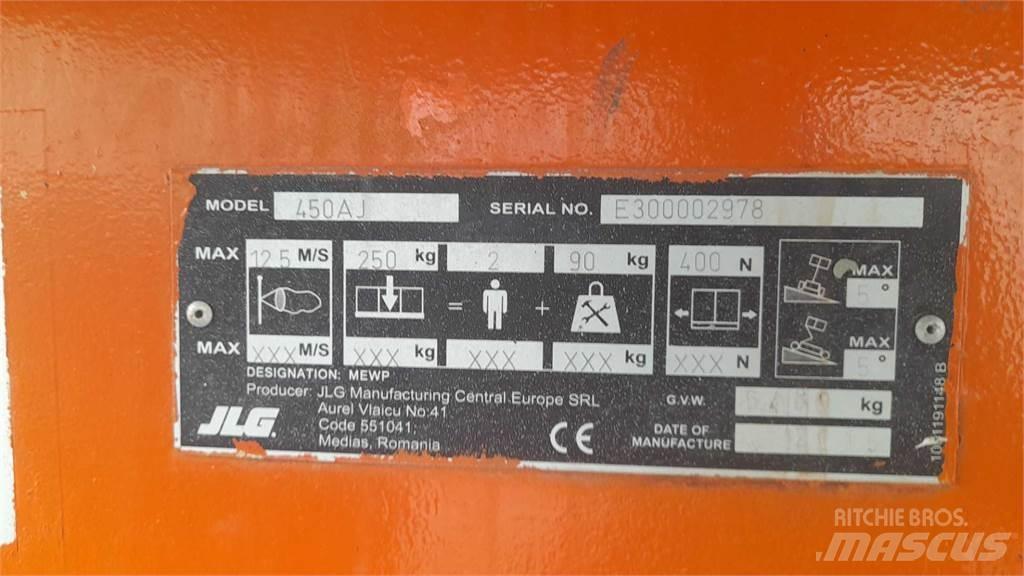 MODEL 450AJ SERIAL NO. E300002978
MAX 12.5 M/S 250 kg 2 90 kg 400 N
MAX 5°
= +
MAX 5°
MAX XXX M/S XXX kg XXX XXX kg XXX N
DESIGNATION: MEWP
Producer JLG Manufacturing Central Europe SRL
Aurel Vlaicu No:41
Code 551041,
Medias, Romania
JLG
CE
G.V.W. kg
DATE OF
MANUFACTURE
1001191148 B
RITCHIE BROS.
MASCUS